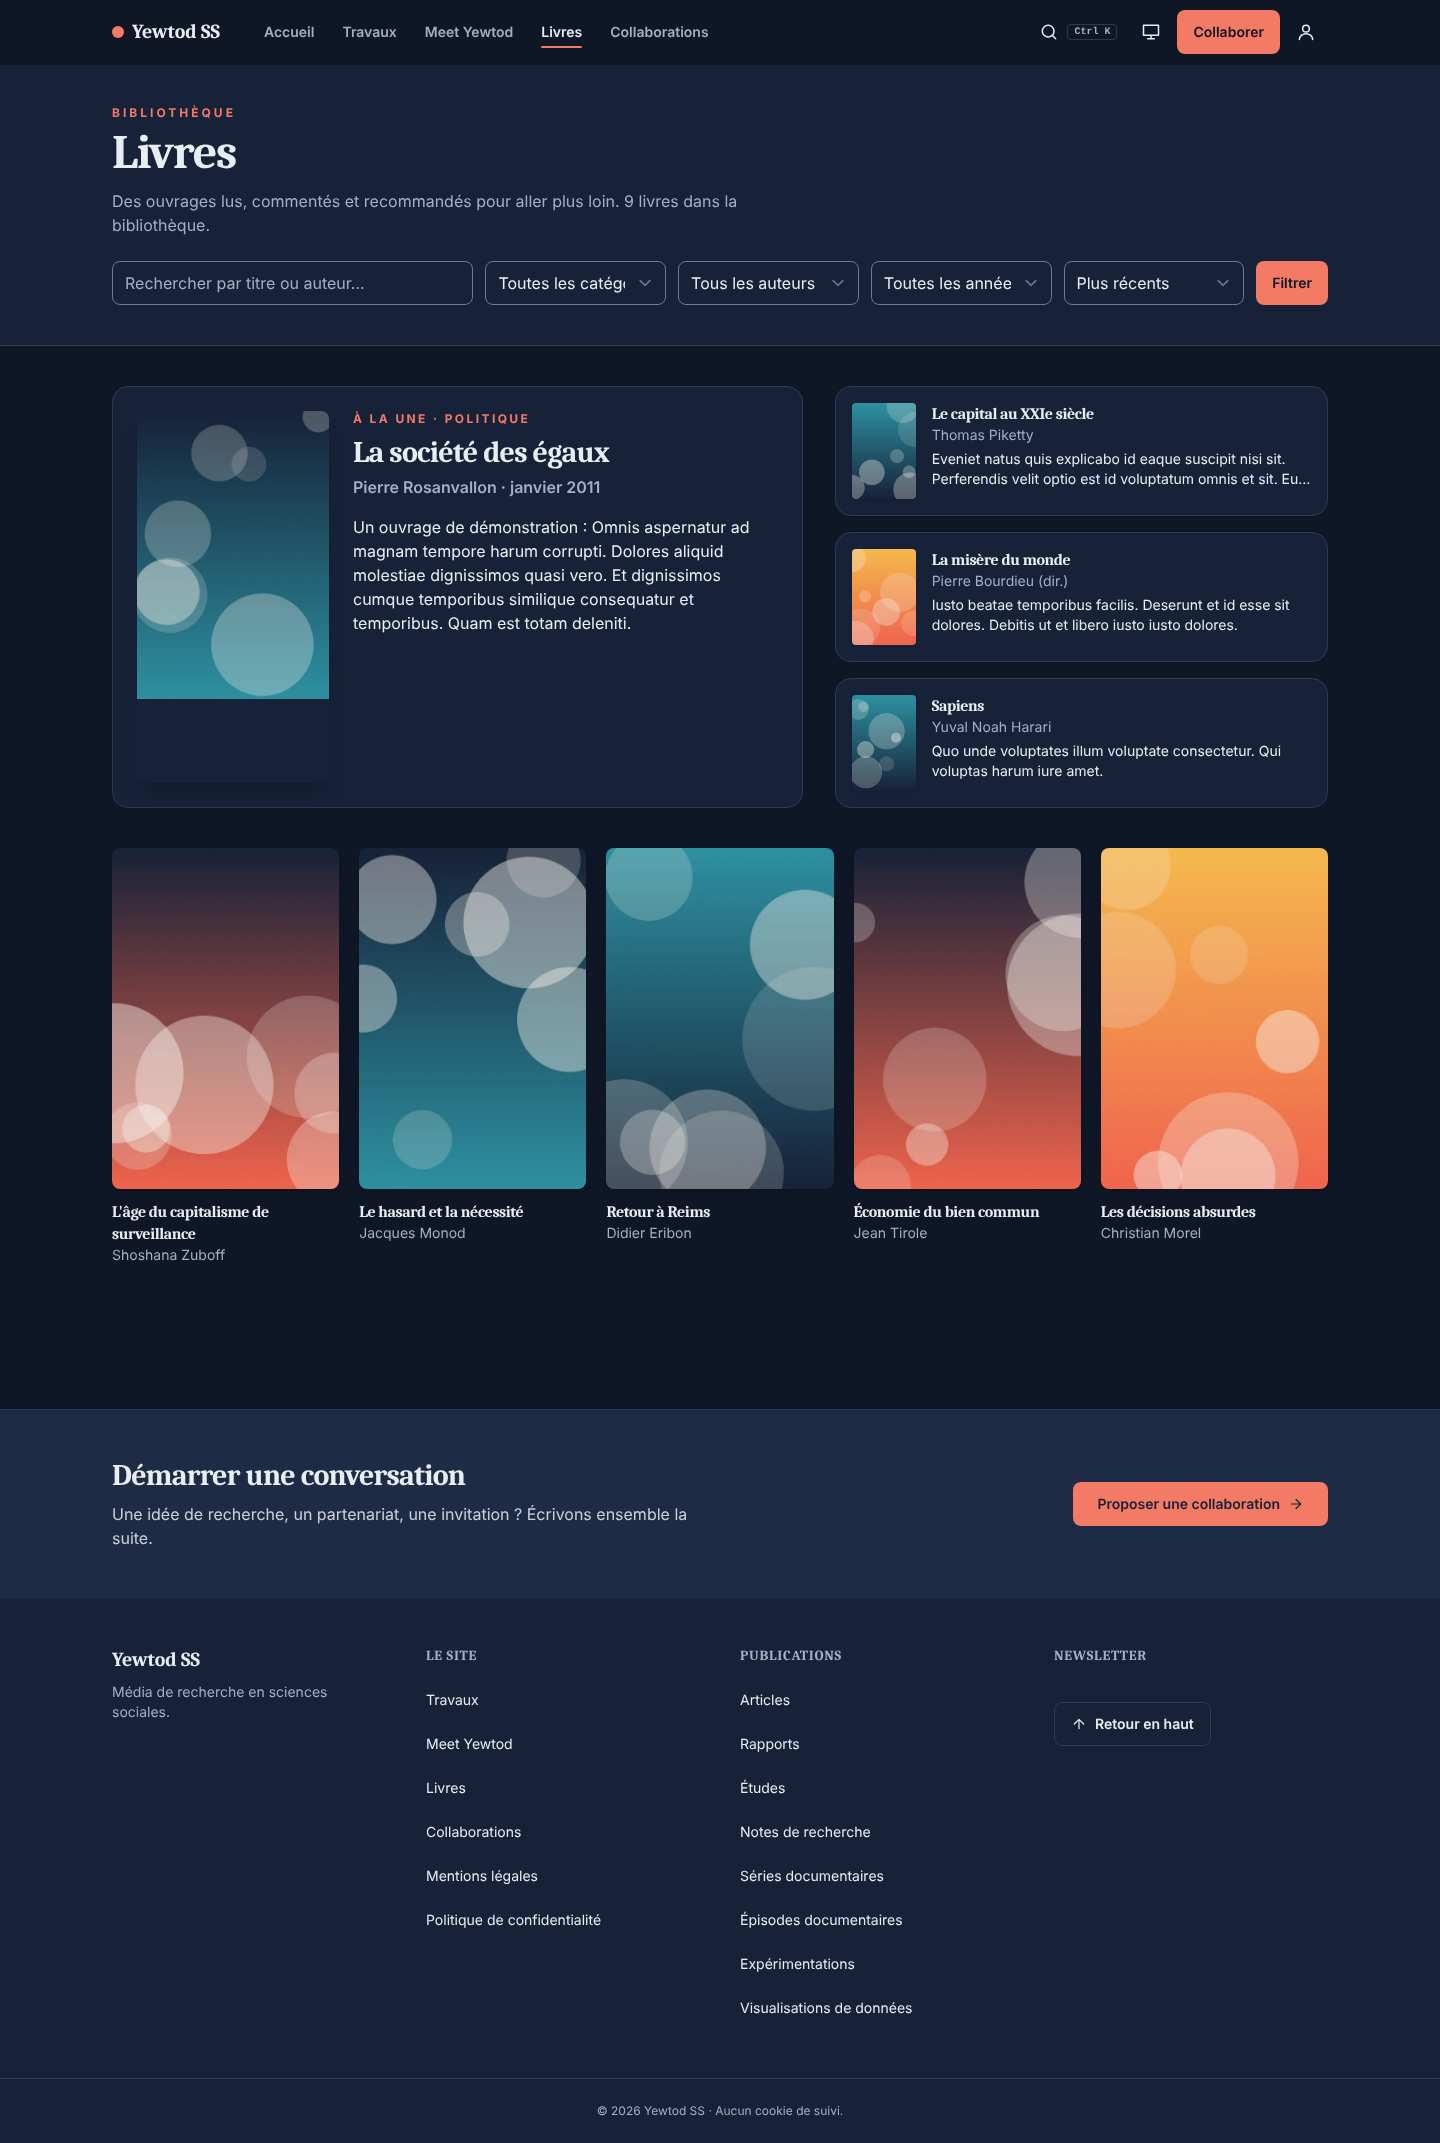 Yewtod SS
Accueil
Travaux
Meet Yewtod
Livres
Collaborations
Ctrl K
Collaborer
BIBLIOTHÈQUE
Livres
Des ouvrages lus, commentés et recommandés pour aller plus loin. 9 livres dans la
bibliothèque.
Rechercher par titre ou auteur...
Toutes les catég
Tous les auteurs
Toutes les année
Plus récents
Filtrer
À LA UNE · POLITIQUE
La société des égaux
Pierre Rosanvallon · janvier 2011
Un ouvrage de démonstration : Omnis aspernatur ad
magnam tempore harum corrupti. Dolores aliquid
molestiae dignissimos quasi vero. Et dignissimos
cumque temporibus similique consequatur et
temporibus. Quam est totam deleniti.
Le capital au XXIe siècle
Thomas Piketty
Eveniet natus quis explicabo id eaque suscipit nisi sit.
Perferendis velit optio est id voluptatum omnis et sit. Eu...
La misère du monde
Pierre Bourdieu (dir.)
Iusto beatae temporibus facilis. Deserunt et id esse sit
dolores. Debitis ut et libero iusto iusto dolores.
Sapiens
Yuval Noah Harari
Quo unde voluptates illum voluptate consectetur. Qui
voluptas harum iure amet.
L'âge du capitalisme de
surveillance
Shoshana Zuboff
Le hasard et la nécessité
Jacques Monod
Retour à Reims
Didier Eribon
Économie du bien commun
Jean Tirole
Les décisions absurdes
Christian Morel
Démarrer une conversation
Une idée de recherche, un partenariat, une invitation ? Écrivons ensemble la
suite.
Proposer une collaboration
Yewtod SS
Média de recherche en sciences
sociales.
LE SITE
Travaux
Meet Yewtod
Livres
Collaborations
Mentions légales
Politique de confidentialité
PUBLICATIONS
Articles
Rapports
Études
Notes de recherche
Séries documentaires
Épisodes documentaires
Expérimentations
Visualisations de données
NEWSLETTER
Retour en haut
© 2026 Yewtod SS · Aucun cookie de suivi.